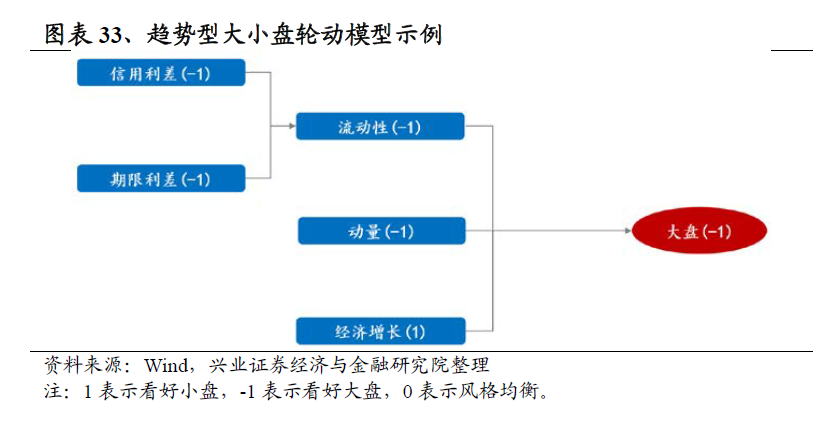 图表 33、趋势型大小盘轮动模型示例
信用利差(-1)
流动性(-1)
期限利差(-1)
动量(-1)
大盘(-1)
经济增长(1)
资料来源：Wind，兴业证券经济与金融研究院整理
注：1 表示看好小盘，-1 表示看好大盘，0 表示风格均衡。